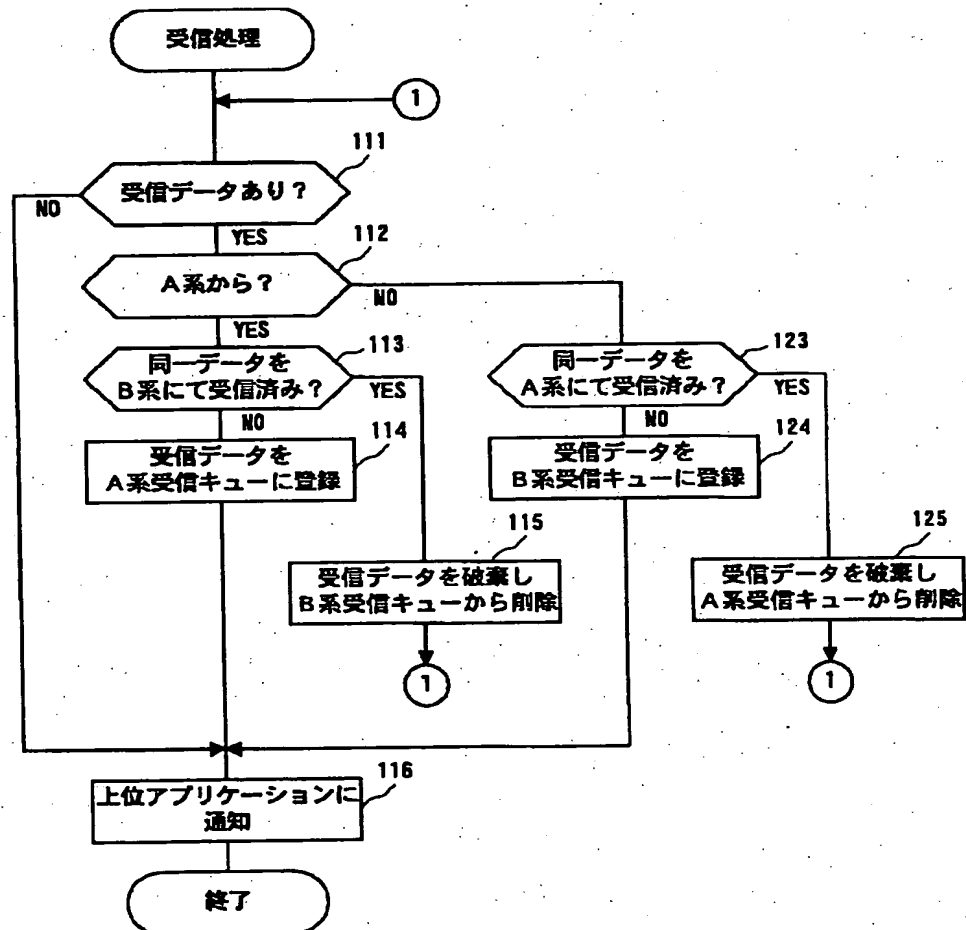 受信処理
1
111
受信データあり？
NO
YES
112
A系から？
NO
YES
113
同一データを
B系にて受信済み？
YES
NO
123
同一データを
A系にて受信済み？
YES
NO
114
受信データを
A系受信キューに登録
124
受信データを
B系受信キューに登録
115
受信データを破棄し
B系受信キューから削除
1
125
受信データを破棄し
A系受信キューから削除
1
116
上位アプリケーションに
通知
終了